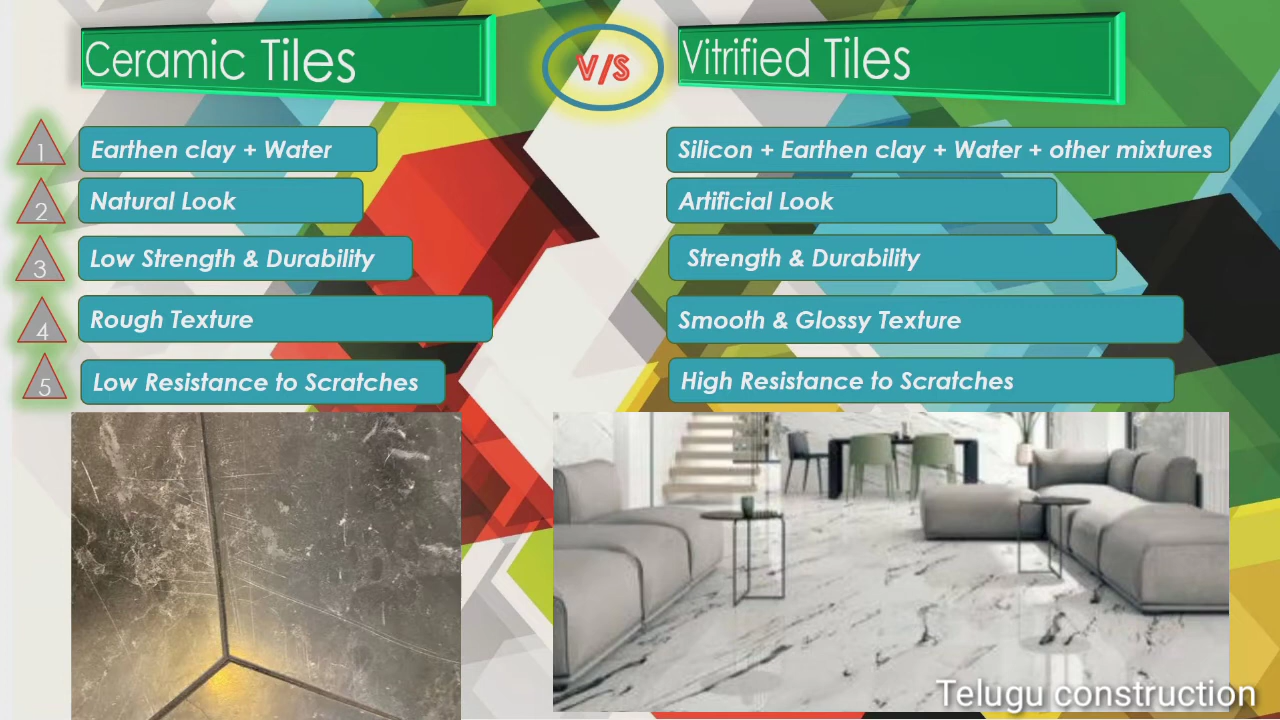 Ceramic Tiles
V/S
Vitrified Tiles
1
Earthen clay + Water
Silicon + Earthen clay + Water + other mixtures
2
Natural Look
Artificial Look
3
Low Strength & Durability
Strength & Durability
4
Rough Texture
Smooth & Glossy Texture
5
Low Resistance to Scratches
High Resistance to Scratches
Telugu construction